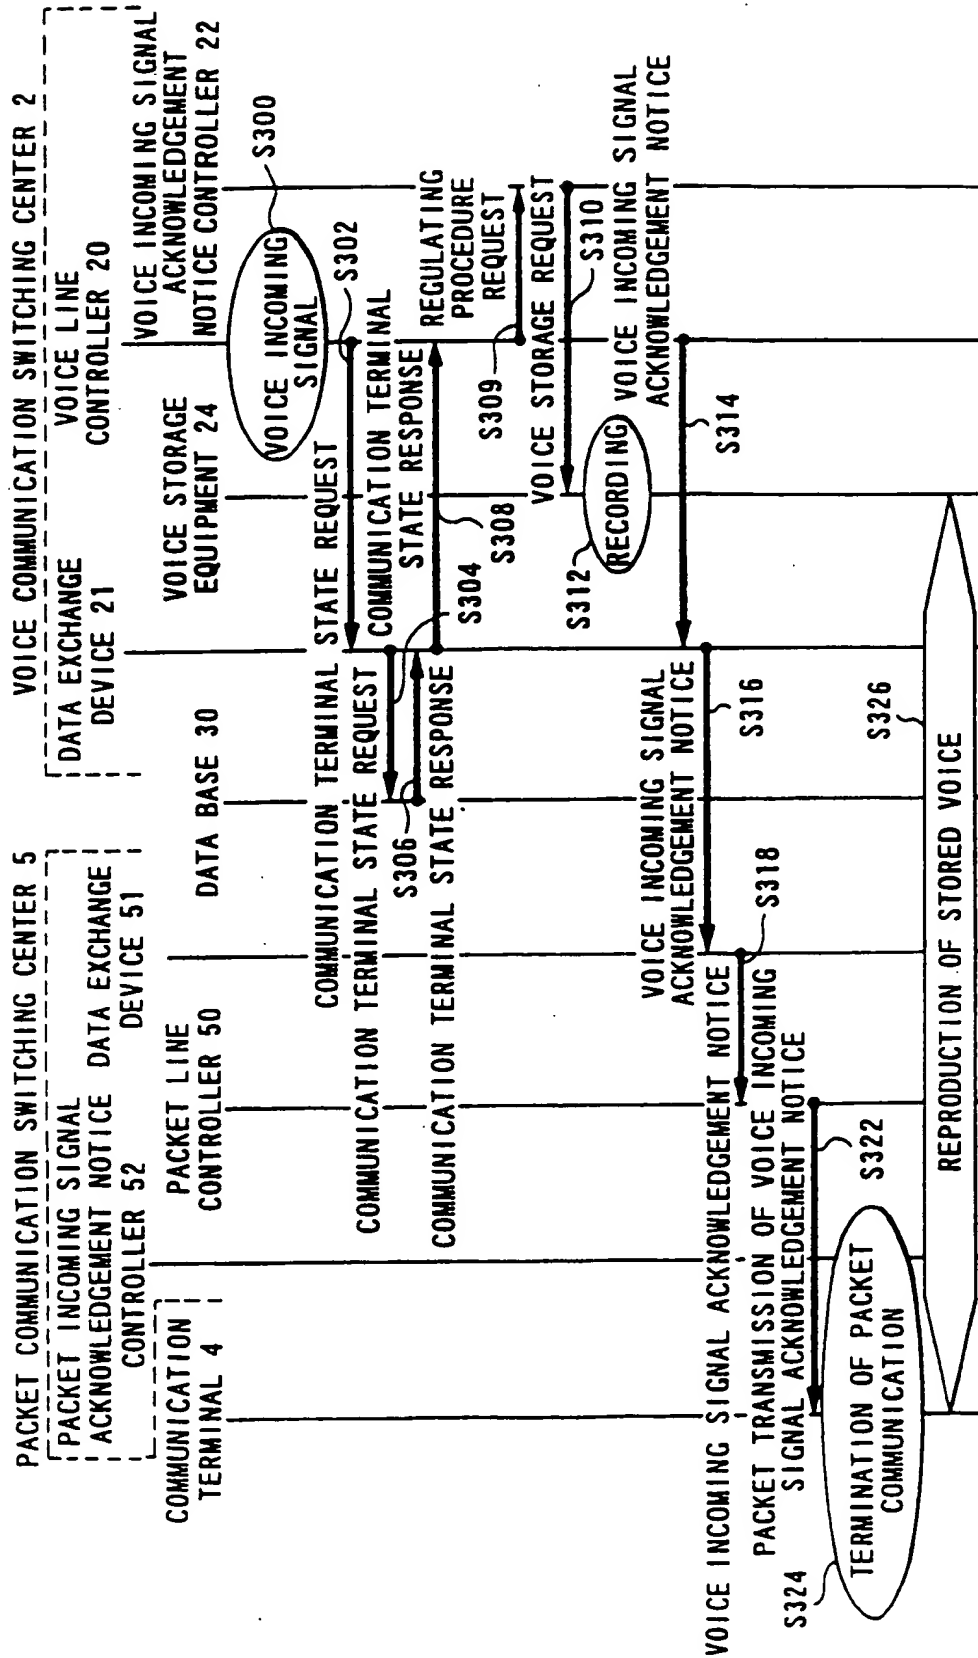 PACKET COMMUNICATION SWITCHING CENTER 5
VOICE COMMUNICATION SWITCHING CENTER 2
PACKET INCOMING SIGNAL
ACKNOWLEDGEMENT NOTICE
CONTROLLER 52
DATA EXCHANGE
DEVICE 51
DATA EXCHANGE
DEVICE 21
VOICE LINE
CONTROLLER 20
VOICE INCOMING SIGNAL
ACKNOWLEDGEMENT
NOTICE CONTROLLER 22
COMMUNICATION
TERMINAL 4
PACKET LINE
CONTROLLER 50
DATA BASE 30
VOICE STORAGE
EQUIPMENT 24
VOICE INCOMING
SIGNAL
S300
COMMUNICATION TERMINAL STATE REQUEST
S302
COMMUNICATION TERMINAL STATE REQUEST
S304
S306
COMMUNICATION TERMINAL STATE RESPONSE
COMMUNICATION TERMINAL
STATE RESPONSE
S308
REGULATING
PROCEDURE
REQUEST
S309
VOICE STORAGE REQUEST
S310
S312
RECORDING
VOICE INCOMING SIGNAL
ACKNOWLEDGEMENT NOTICE
S314
VOICE INCOMING SIGNAL
ACKNOWLEDGEMENT NOTICE
S316
VOICE INCOMING SIGNAL ACKNOWLEDGEMENT NOTICE
S318
PACKET TRANSMISSION OF VOICE INCOMING
SIGNAL ACKNOWLEDGEMENT NOTICE
S322
S324
TERMINATION OF PACKET
COMMUNICATION
S326
REPRODUCTION OF STORED VOICE